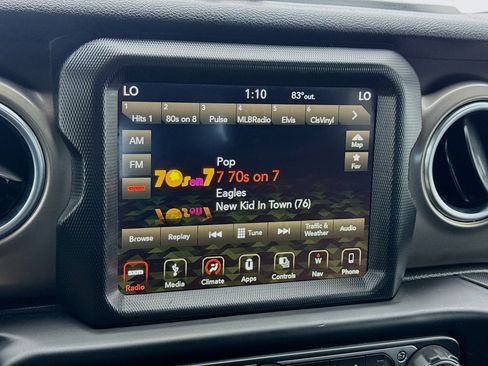 LO 1:10 83°out. LO
1 2 3 4 5 6
Hits 1 80s on 8 Pulse MLBRadio Elvis ClsVinyl
AM
Map
FM
Fav
Pop
70s on 7
7 70s on 7
Eagles
New Kid In Town (76)
Browse Replay Tune Traffic & Weather Audio
Radio Media Climate Apps Controls Nav Phone